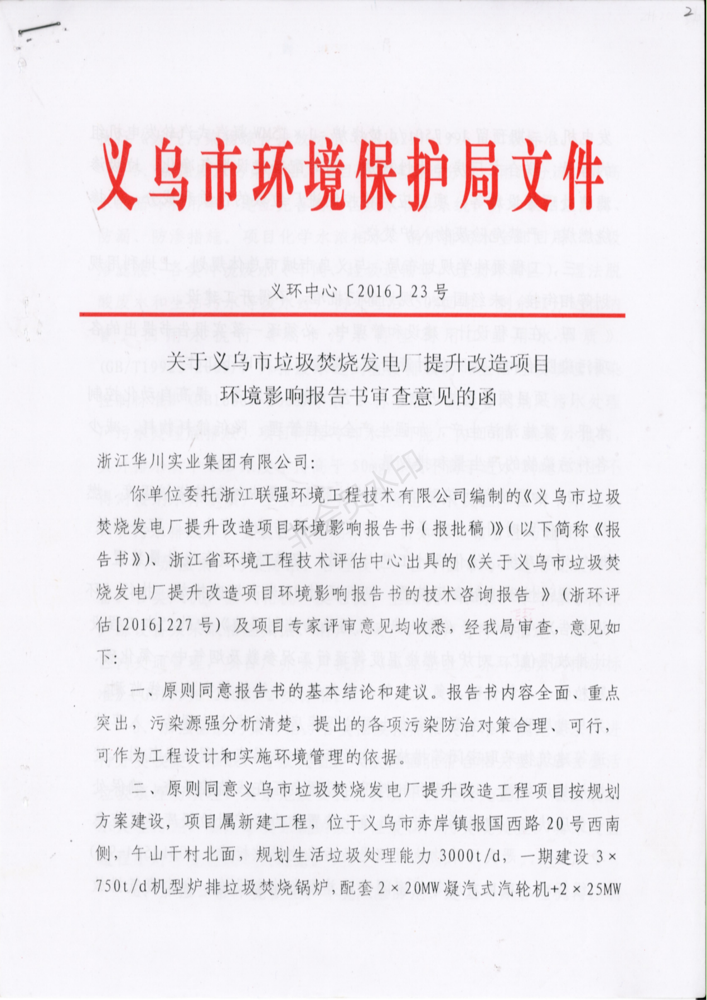 2
义乌市环境保护局文件
义环中心〔2016〕23号
关于义乌市垃圾焚烧发电厂提升改造项目
环境影响报告书审查意见的函
浙江华川实业集团有限公司:
你单位委托浙江联强环境工程技术有限公司编制的《义乌市垃圾
焚烧发电厂提升改造项目环境影响报告书(报批稿)》(以下简称《报
告书》)、浙江省环境工程技术评估中心出具的《关于义乌市垃圾焚
烧发电厂提升改造项目环境影响报告书的技术咨询报告》(浙环评
估[2016]227号)及项目专家评审意见均收悉,经我局审查,意见如
下:
一、原则同意报告书的基本结论和建议。报告书内容全面、重点
突出,污染源强分析清楚,提出的各项污染防治对策合理、可行,
可作为工程设计和实施环境管理的依据。
二、原则同意义乌市垃圾焚烧发电厂提升改造工程项目按规划
方案建设,项目属新建工程,位于义乌市赤岸镇报国西路20号西南
侧,午山干村北面,规划生活垃圾处理能力3000t/d,一期建设3×
750t/d机型炉排垃圾焚烧锅炉,配套2×20MW凝汽式汽轮机+2×25MW
非会员水印